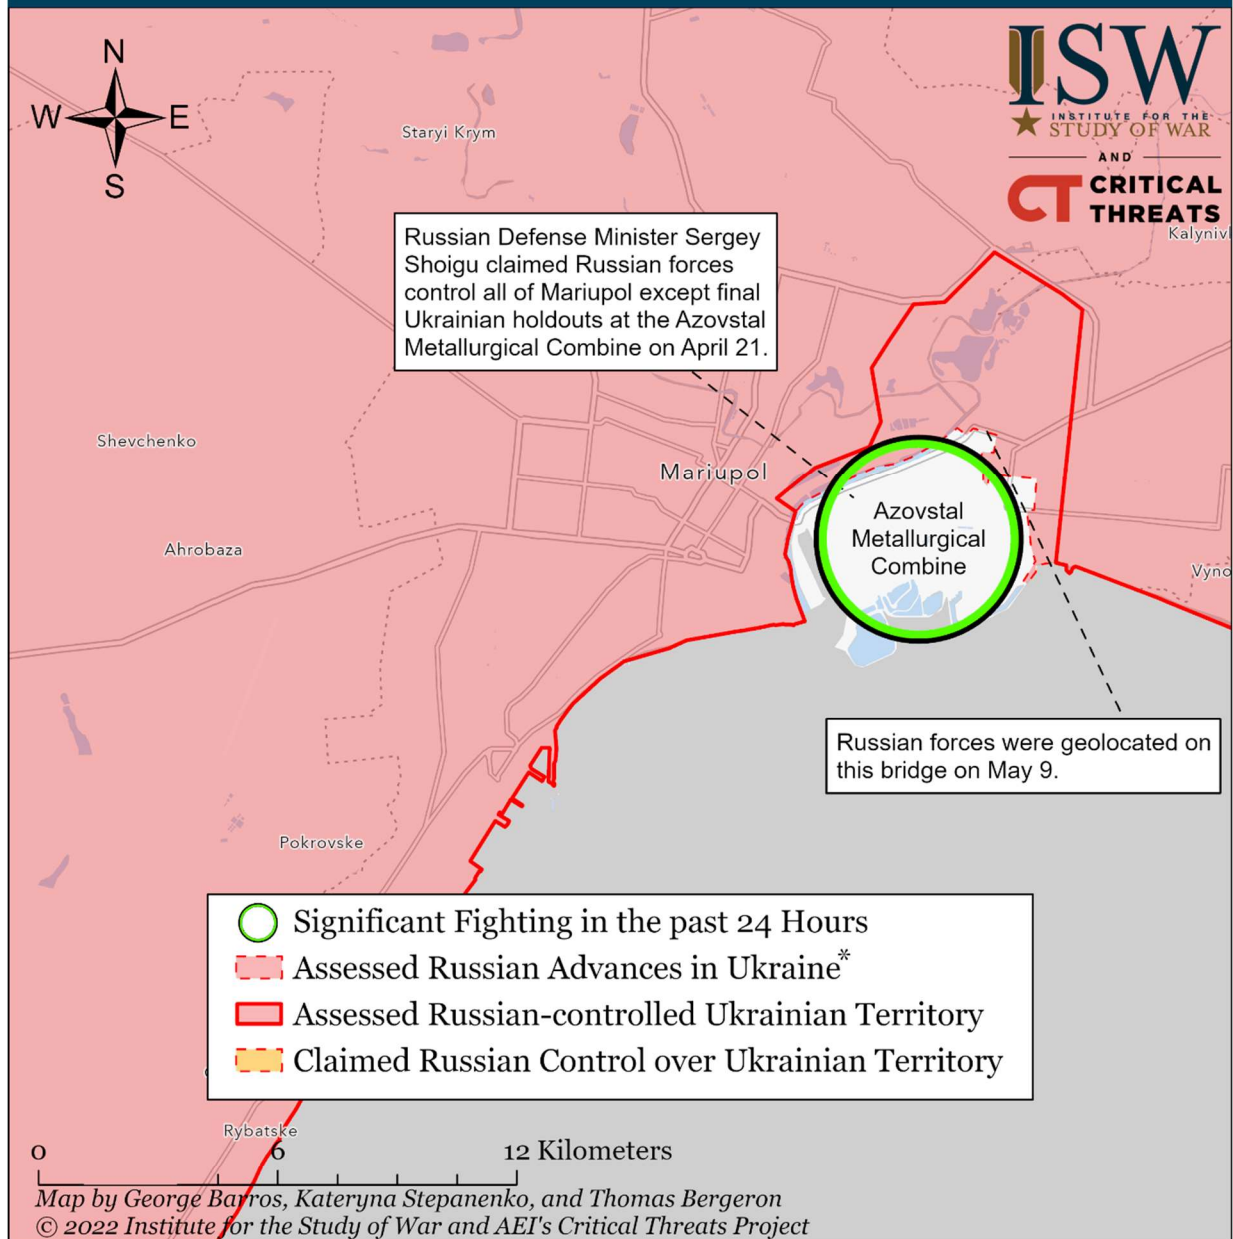 N
W E
S
ISW
INSTITUTE FOR THE
STUDY OF WAR
AND
CT CRITICAL
THREATS
Staryi Krym
Russian Defense Minister Sergey
Shoigu claimed Russian forces
control all of Mariupol except final
Ukrainian holdouts at the Azovstal
Metallurgical Combine on April 21.
Shevchenko
Mariupol
Azovstal
Metallurgical
Combine
Ahrobaza
Russian forces were geolocated on
this bridge on May 9.
Pokrovske
Significant Fighting in the past 24 Hours
Assessed Russian Advances in Ukraine*
Assessed Russian-controlled Ukrainian Territory
Claimed Russian Control over Ukrainian Territory
Rybatske
0 6 12 Kilometers
Map by George Barros, Kateryna Stepanenko, and Thomas Bergeron
© 2022 Institute for the Study of War and AEI's Critical Threats Project